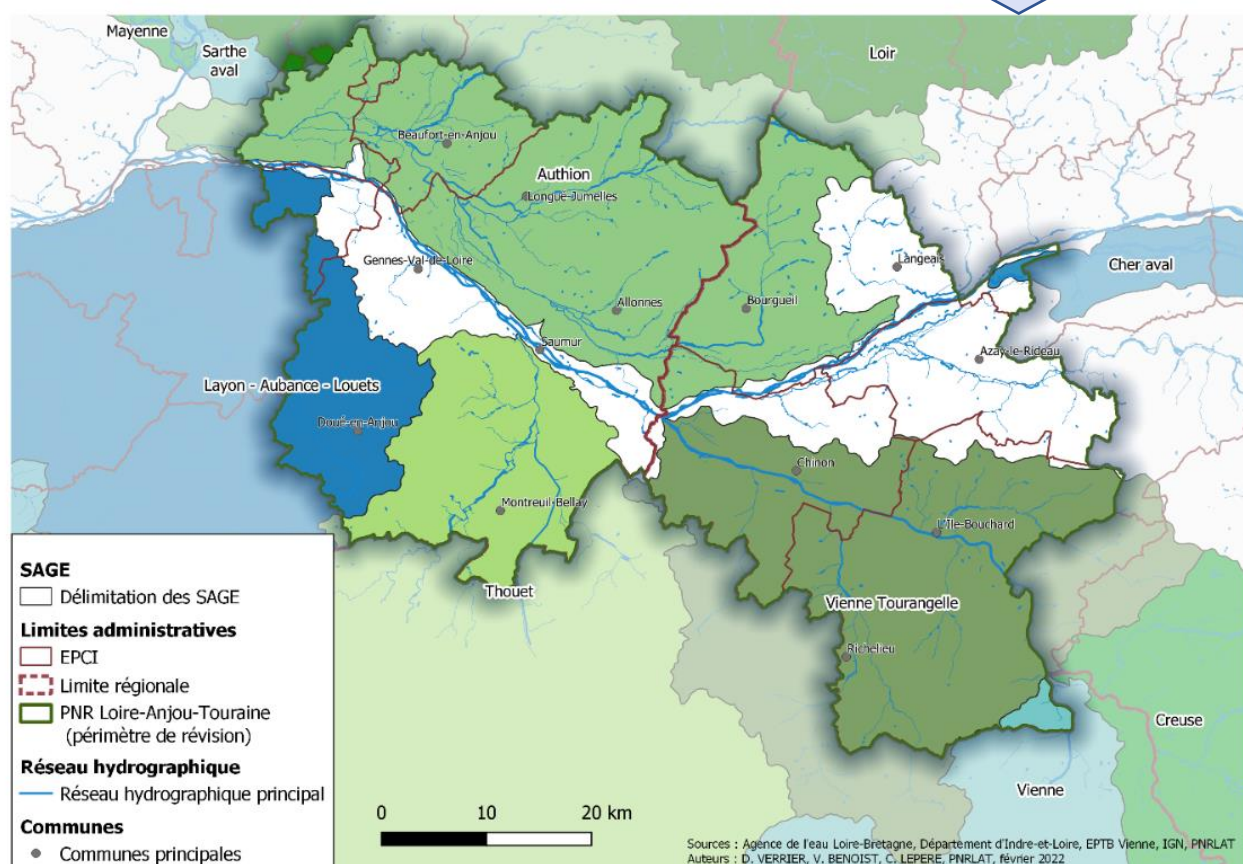 Mayenne
Sarthe
aval
Loir
Beaufort-en-Anjou
Authion
Longué-Jumelles
Gennes-Val-de-Loire
Langeais
Cher aval
Allonnes
Bourgueil
Saumur
Azay-le-Rideau
Layon - Aubance - Louets
Doué-en-Anjou
Chinon
Montreuil-Bellay
L'Île-Bouchard
Thouet
Vienne Tourangelle
Richelieu
Creuse
Vienne
SAGE
Délimitation des SAGE
Limites administratives
EPCI
Limite régionale
PNR Loire-Anjou-Touraine
(périmètre de révision)
Réseau hydrographique
Réseau hydrographique principal
Communes
Communes principales
0 10 20 km
Sources : Agence de l'eau Loire-Bretagne, Département d'Indre-et-Loire, EPTB Vienne, IGN, PNRLAT
Auteurs : D. VERRIER, V. BENOIST, C. LEPERE, PNRLAT, février 2022